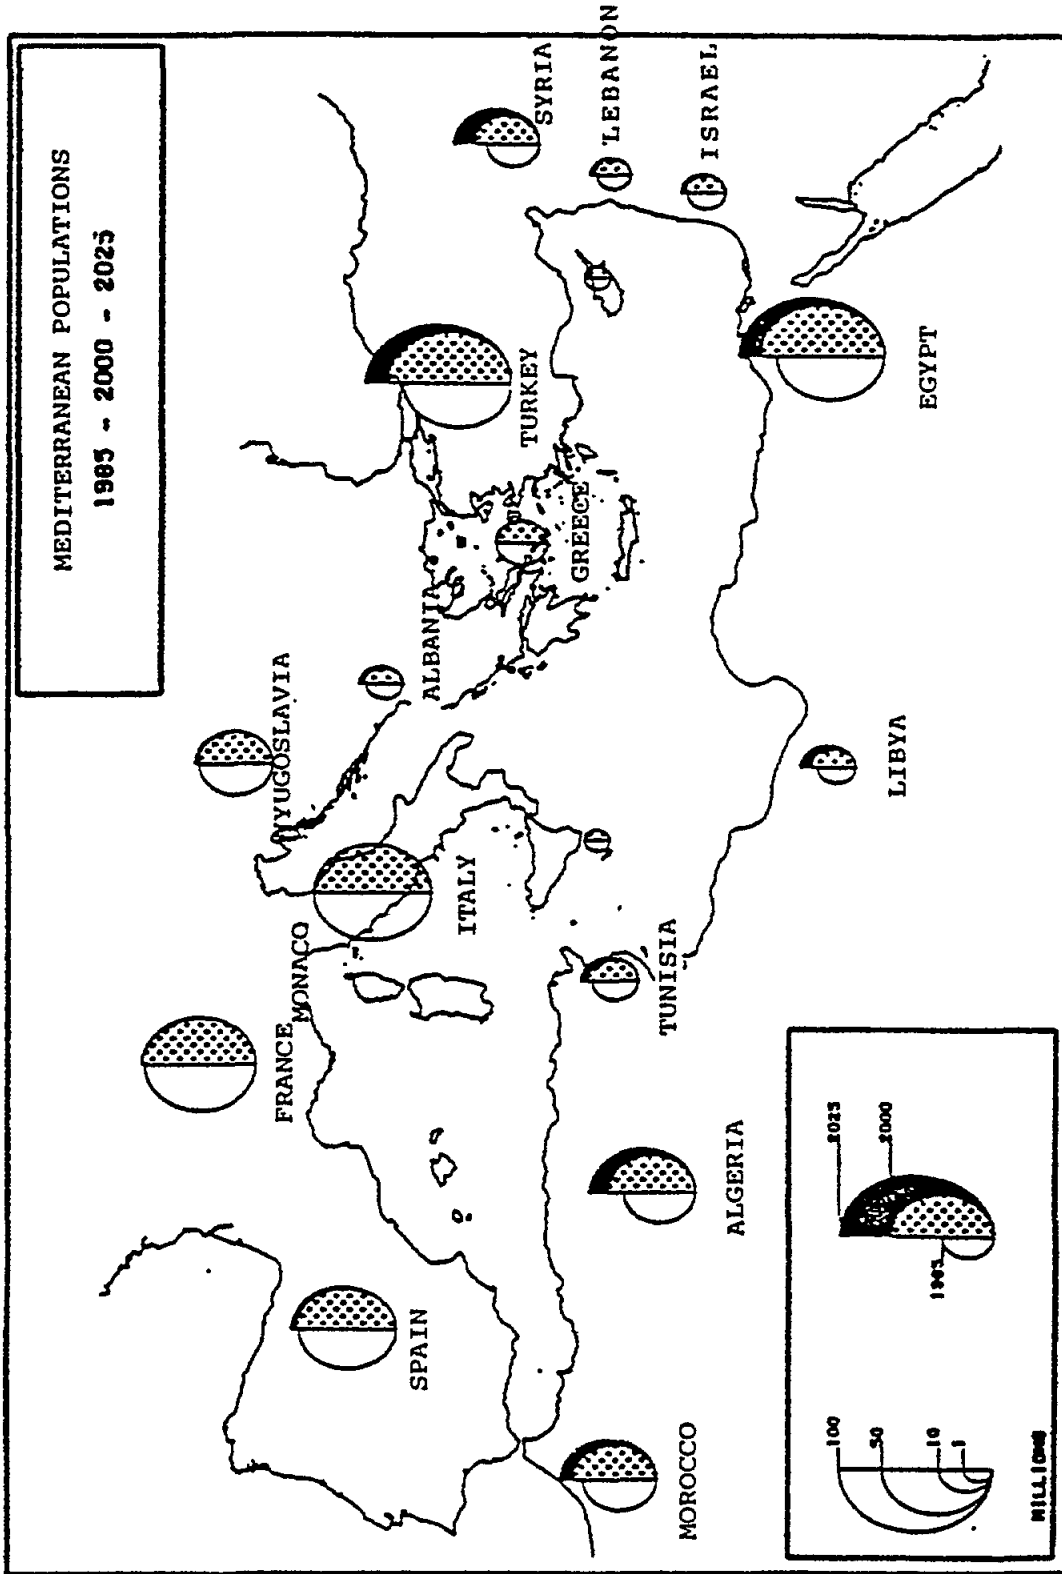 MEDITERRANEAN POPULATIONS
1985 - 2000 - 2025
SYRIA
LEBANON
ISRAEL
TURKEY
EGYPT
GREECE
ALBANIA
YUGOSLAVIA
LIBYA
ITALY
MONACO
TUNISIA
FRANCE
ALGERIA
SPAIN
MOROCCO
2025
2000
1985
100
50
10
1
MILLIONS